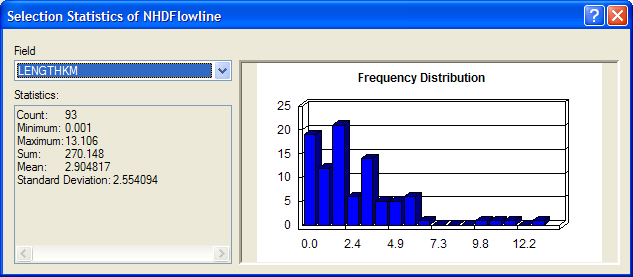 Selection Statistics of NHDFlowline
Field
LENGTHKM
Statistics:
Count: 93
Minimum: 0.001
Maximum: 13.106
Sum: 270.148
Mean: 2.904817
Standard Deviation: 2.554094
Frequency Distribution
25
20
15
10
5
0
0.0 2.4 4.9 7.3 9.8 12.2